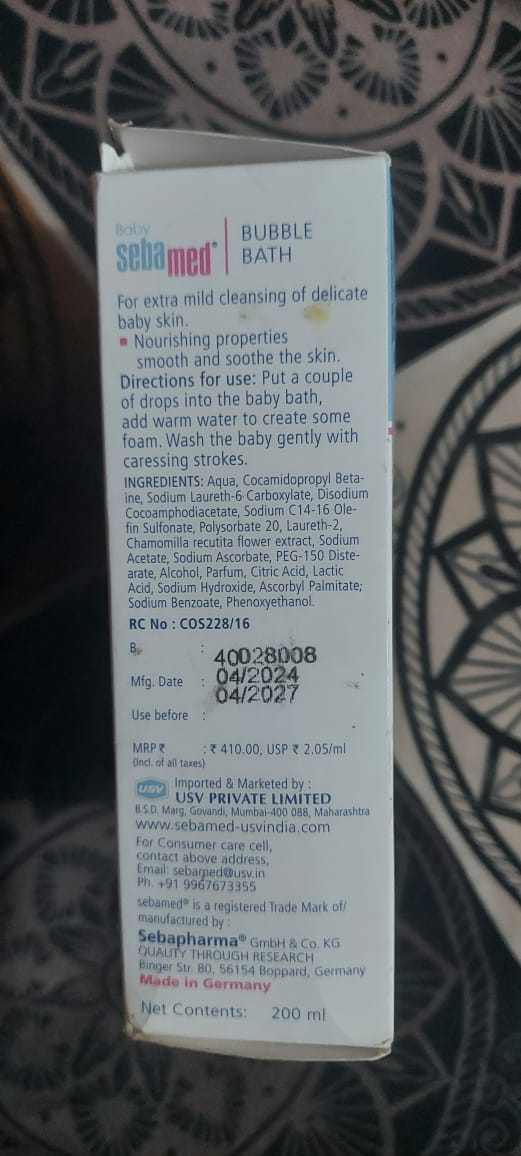 Baby
sebamed®
BUBBLE
BATH
For extra mild cleansing of delicate
baby skin.
▪ Nourishing properties
smooth and soothe the skin.
Directions for use: Put a couple
of drops into the baby bath,
add warm water to create some
foam. Wash the baby gently with
caressing strokes.
INGREDIENTS: Aqua, Cocamidopropyl Beta-
ine, Sodium Laureth-6 Carboxylate, Disodium
Cocoamphodiacetate, Sodium C14-16 Ole-
fin Sulfonate, Polysorbate 20, Laureth-2,
Chamomilla recutita flower extract, Sodium
Acetate, Sodium Ascorbate, PEG-150 Diste-
arate, Alcohol, Parfum, Citric Acid, Lactic
Acid, Sodium Hydroxide, Ascorbyl Palmitate;
Sodium Benzoate, Phenoxyethanol.
RC No : COS228/16
B. : 40028008
Mfg. Date : 04/2024
04/2027
Use before :
MRP ₹ : ₹ 410.00, USP ₹ 2.05/ml
(Incl. of all taxes)
USV Imported & Marketed by :
USV PRIVATE LIMITED
B.S.D. Marg, Govandi, Mumbai-400 088, Maharashtra
www.sebamed-usvindia.com
For Consumer care cell,
contact above address,
Email: sebamed@usv.in
Ph. +91 9967673355
sebamed® is a registered Trade Mark of/
manufactured by :
Sebapharma® GmbH & Co. KG
QUALITY THROUGH RESEARCH
Binger Str. 80, 56154 Boppard, Germany
Made in Germany
Net Contents: 200 ml